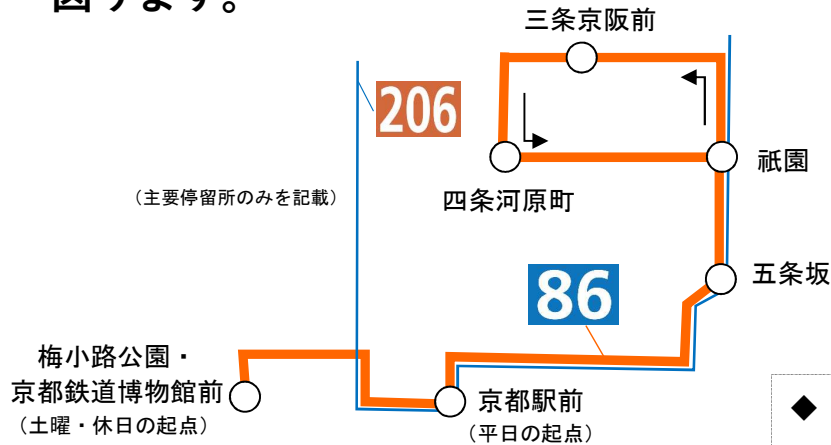 図ります。
三条京阪前
206
祇園
（主要停留所のみを記載）
四条河原町
五条坂
86
梅小路公園・
京都鉄道博物館前
（土曜・休日の起点）
京都駅前
（平日の起点）
◆